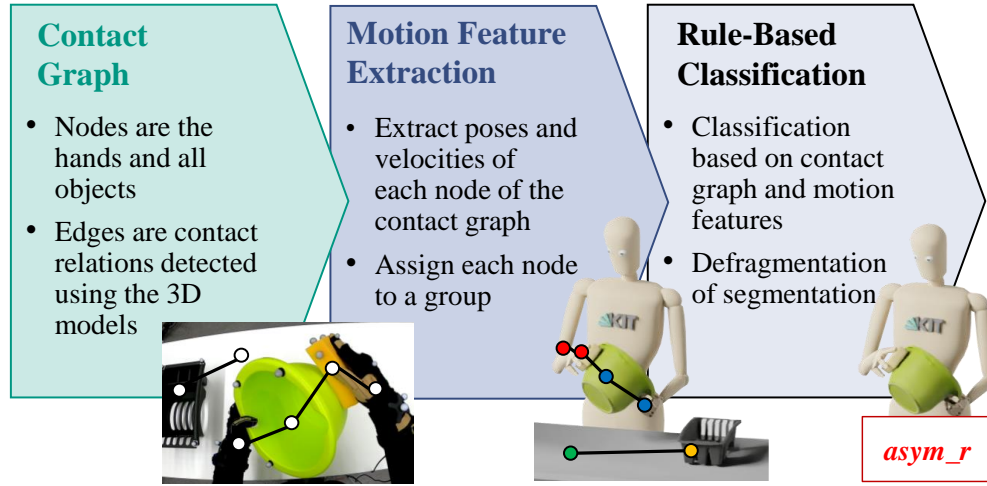 Contact
Graph
• Nodes are the
hands and all
objects
• Edges are contact
relations detected
using the 3D
models
Motion Feature
Extraction
• Extract poses and
velocities of
each node of the
contact graph
• Assign each node
to a group
KIT
Rule-Based
Classification
• Classification
based on contact
graph and motion
features
• Defragmentation
of segmentation
KIT
asym_r